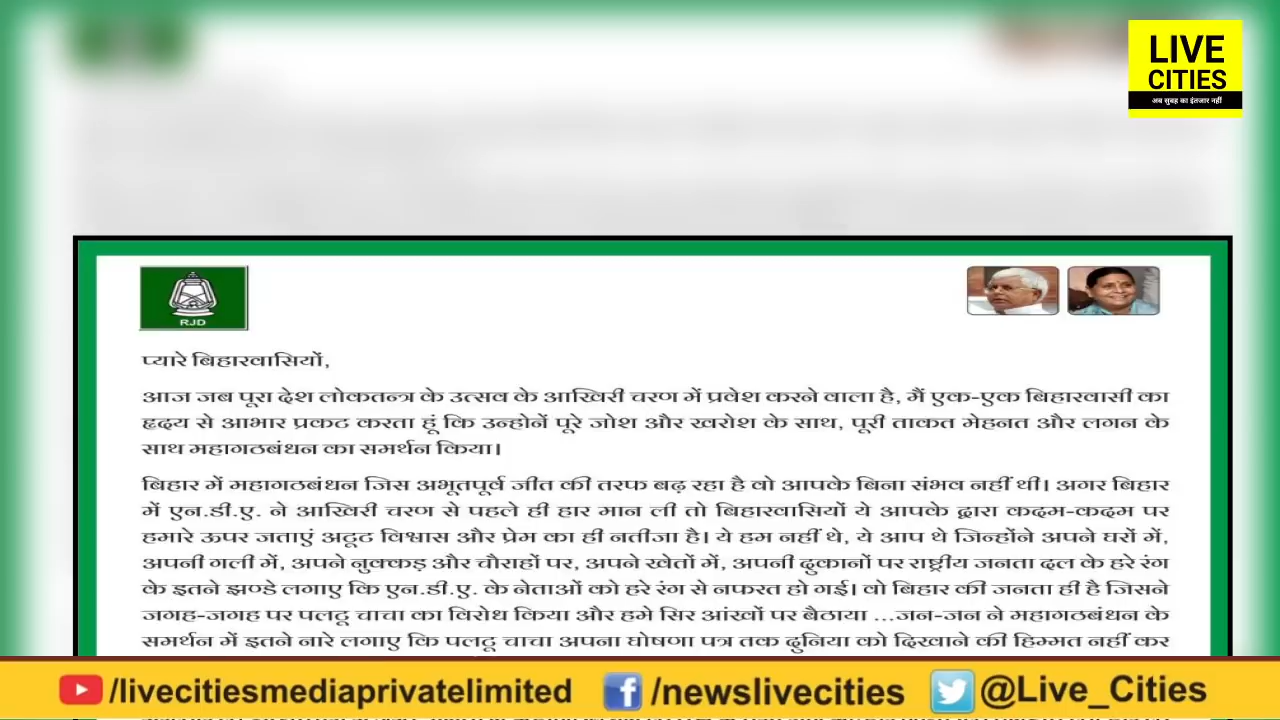 LIVE
CITIES
अब सुबह का इंतजार नहीं
RJD
प्यारे बिहारवासियों,
आज जब पूरा देश लोकतन्त्र के उत्सव के आखिरी चरण में प्रवेश करने वाला है, मैं एक-एक बिहारवासी का
हृदय से आभार प्रकट करता हूं कि उन्होनें पूरे जोश और खरोश के साथ, पूरी ताकत मेहनत और लगन के
साथ महागठबंधन का समर्थन किया।
बिहार में महागठबंधन जिस अभूतपूर्व जीत की तरफ बढ़ रहा है वो आपके बिना संभव नहीं थी। अगर बिहार
में एन.डी.ए. ने आखिरी चरण से पहले ही हार मान ली तो बिहारवासियों ये आपके द्वारा कदम-कदम पर
हमारे ऊपर जताएं अटूट विश्वास और प्रेम का ही नतीजा है। ये हम नहीं थे, ये आप थे जिन्होंने अपने घरों में,
अपनी गली में, अपने नुक्कड़ और चौराहों पर, अपने खेतों में, अपनी दुकानों पर राष्ट्रीय जनता दल के हरे रंग
के इतने झण्डे लगाए कि एन.डी.ए. के नेताओं को हरे रंग से नफरत हो गई। वो बिहार की जनता ही है जिसने
जगह-जगह पर पलटू चाचा का विरोध किया और हमे सिर आंखों पर बैठाया ...जन-जन ने महागठबंधन के
समर्थन में इतने नारे लगाए कि पलटू चाचा अपना घोषणा पत्र तक दुनिया को दिखाने की हिम्मत नहीं कर
/livecitiesmediaprivatelimited
/newslivecities
@Live_Cities